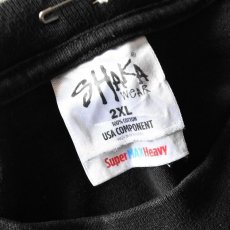 SHAKA
WEAR
2XL
100% COTTON
USA COMPONENT
SuperMAXHeavy